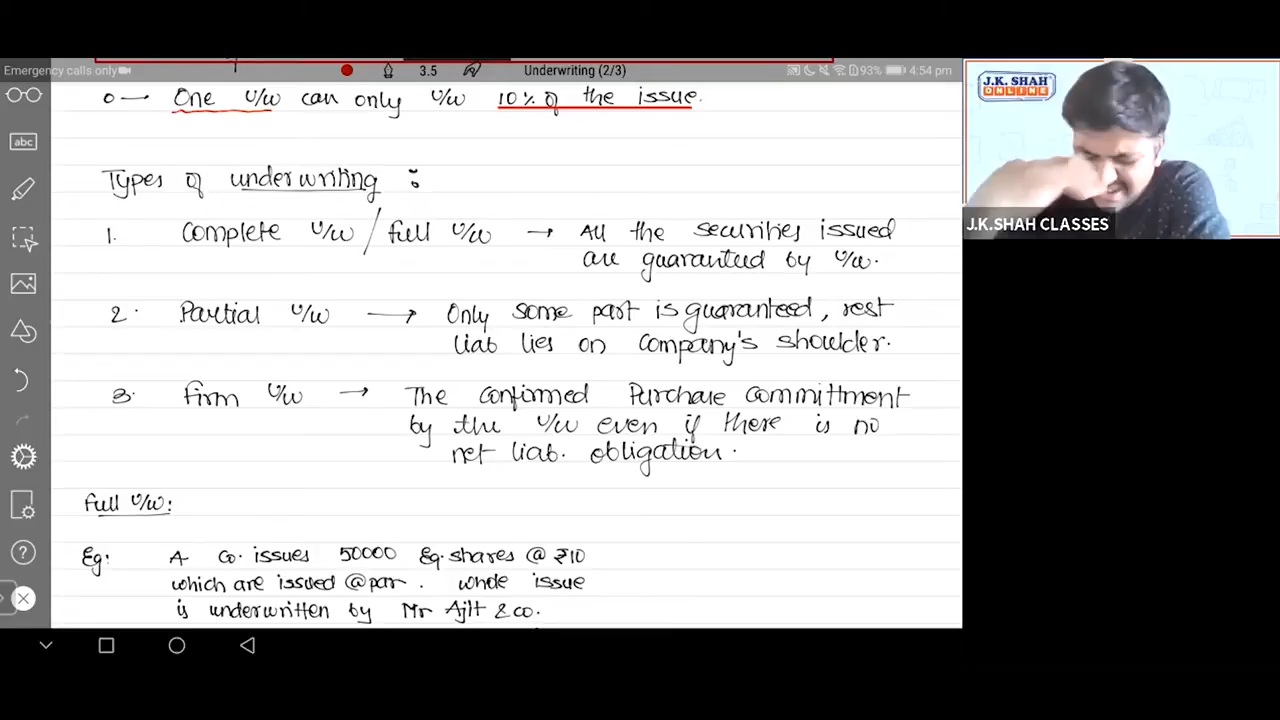 Emergency calls only
3.5
Underwriting (2/3)
93%
4:54 pm
J.K. SHAH
ONLINE
abc
One U/w can only U/w 10% of the issue.
Types of underwriting :
1. Complete U/w / full U/w → All the securities issued
are guaranteed by U/w.
J.K.SHAH CLASSES
2. Partial U/w → Only some part is guaranteed, rest
liab lies on Company's shoulder.
3. Firm U/w → The Confirmed Purchase Committment
by the U/w even if there is no
net liab. obligation.
Full U/w:
Eg: A Co. issues 50000 Eq. shares @ ₹10
which are issued @ par. Whole issue
is underwritten by Mr Ajit & co.